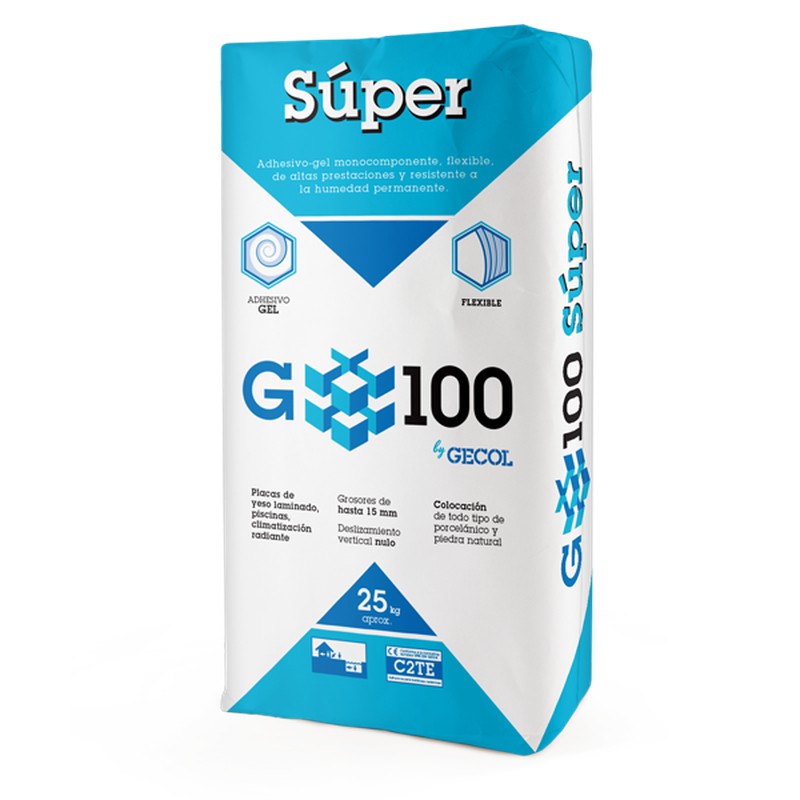 Súper
Adhesivo-gel monocomponente, flexible,
de altas prestaciones y resistente a
la humedad permanente.
ADHESIVO
GEL
FLEXIBLE
G 100
by GECOL
Placas de
yeso laminado,
piscinas,
climatización
radiante
Grosores de
hasta 15 mm
Deslizamiento
vertical nulo
Colocación
de todo tipo de
porcelánico y
piedra natural
25 kg
aprox.
CE
C2TE
G 100 Súper